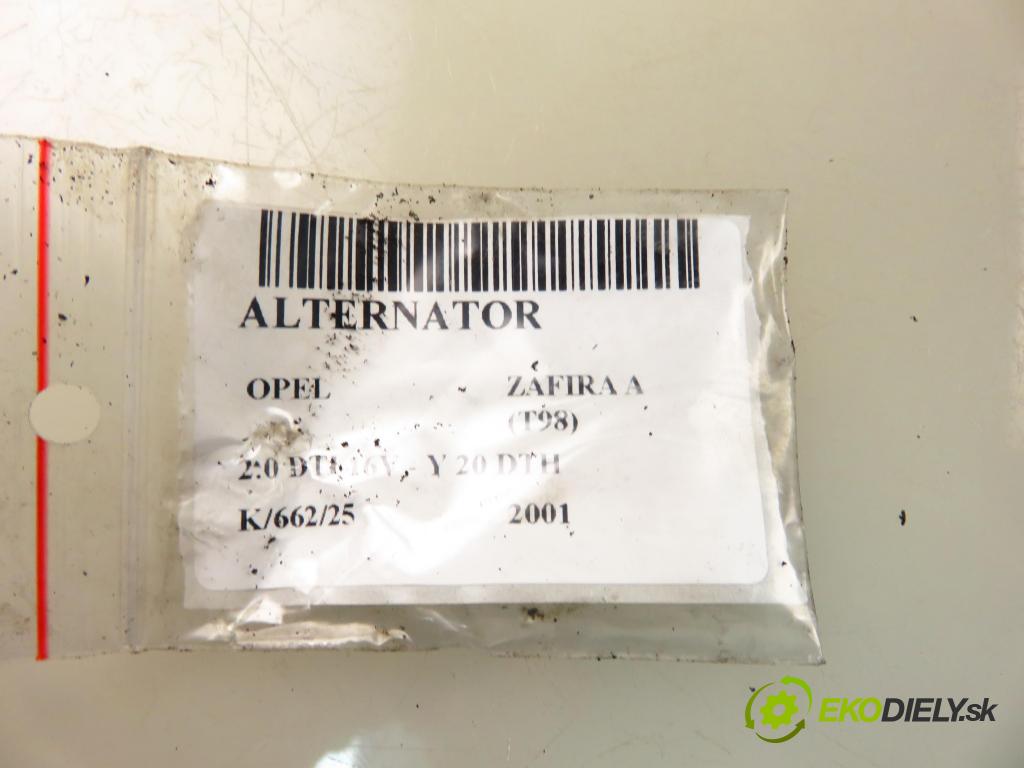 ALTERNATOR
OPEL ZAFIRA A
(T98)
2.0 DTI 16V - Y 20 DTH
K/662/25 2001
EKODIELY.sk